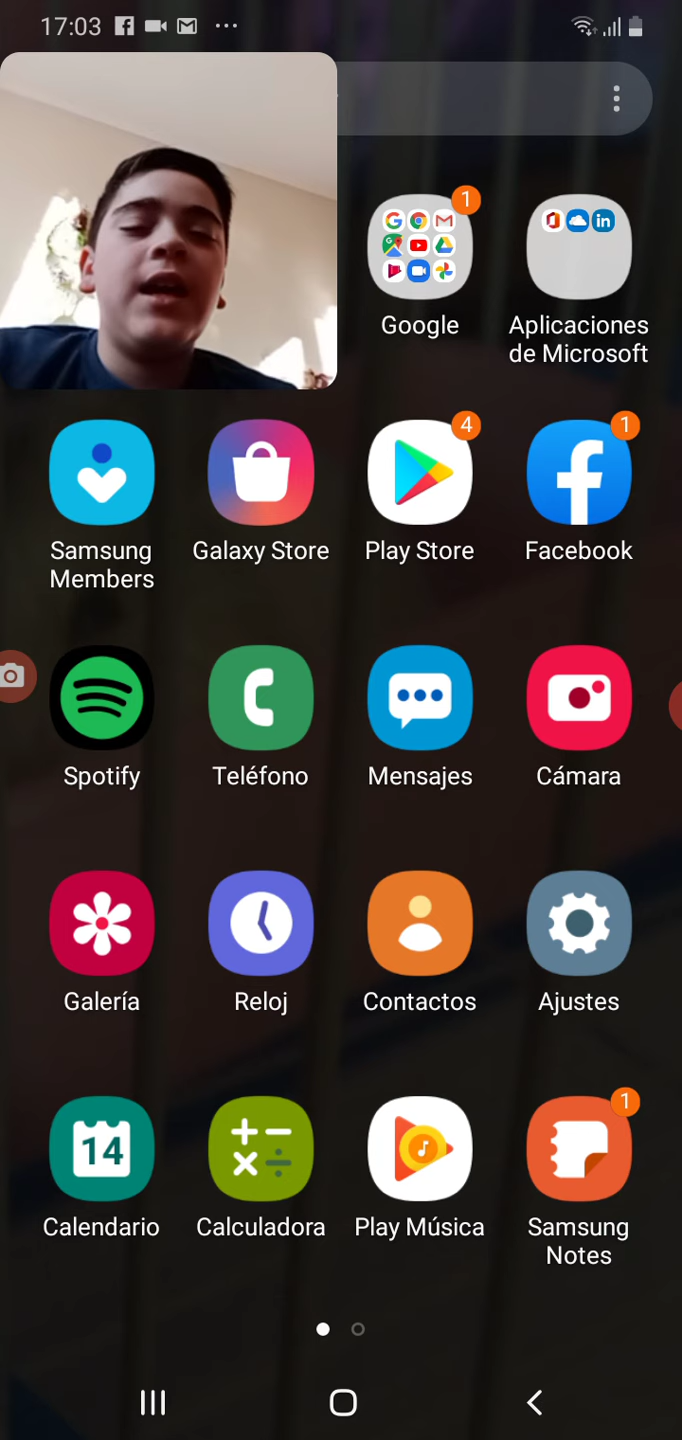 17:03
1
Google
Aplicaciones
de Microsoft
4
1
Samsung
Members
Galaxy Store
Play Store
Facebook
Spotify
Teléfono
Mensajes
Cámara
Galería
Reloj
Contactos
Ajustes
14
1
Calendario
Calculadora
Play Música
Samsung
Notes